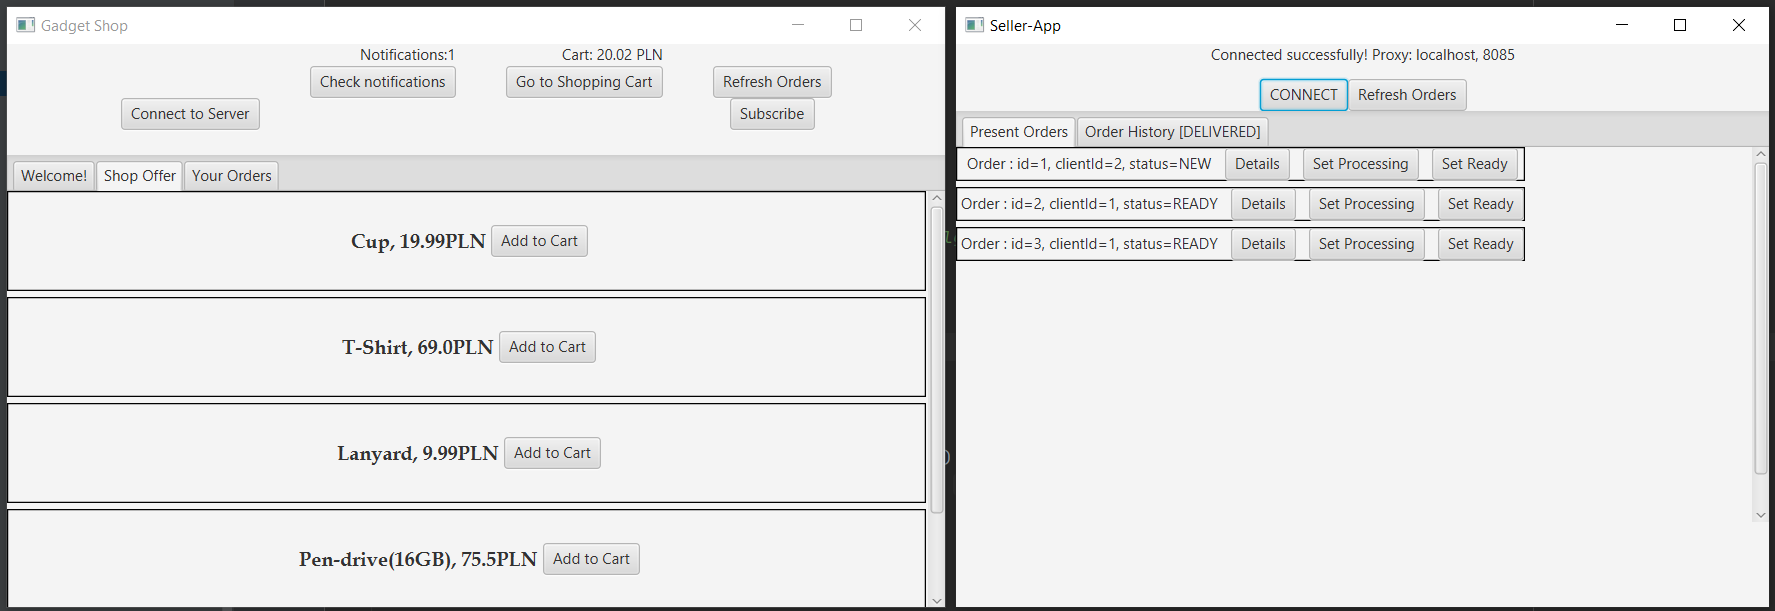 Gadget Shop
Notifications:1
Cart: 20.02 PLN
Check notifications
Go to Shopping Cart
Refresh Orders
Connect to Server
Subscribe
Welcome!
Shop Offer
Your Orders
Cup, 19.99PLN
Add to Cart
T-Shirt, 69.0PLN
Add to Cart
Lanyard, 9.99PLN
Add to Cart
Pen-drive(16GB), 75.5PLN
Add to Cart
Seller-App
Connected successfully! Proxy: localhost, 8085
CONNECT
Refresh Orders
Present Orders
Order History [DELIVERED]
Order : id=1, clientId=2, status=NEW
Details
Set Processing
Set Ready
Order : id=2, clientId=1, status=READY
Details
Set Processing
Set Ready
Order : id=3, clientId=1, status=READY
Details
Set Processing
Set Ready